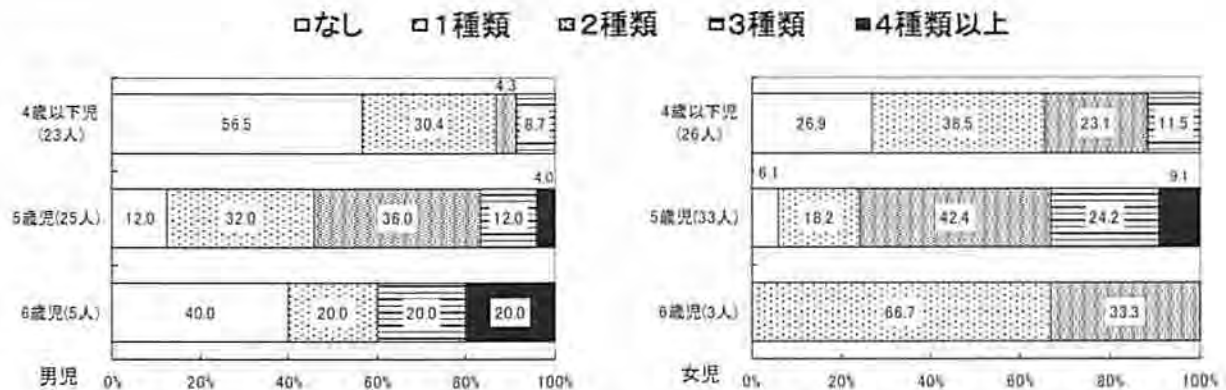 □なし □1種類 ▧2種類 □3種類 ■4種類以上
4歳以下児
(23人)
56.5 30.4 4.3 8.7
5歳児(25人)
12.0 32.0 36.0 12.0 4.0
6歳児(5人)
40.0 20.0 20.0 20.0
男児 0% 20% 40% 60% 80% 100%
4歳以下児
(26人)
26.9 38.5 23.1 11.5
5歳児(33人)
6.1 18.2 42.4 24.2 9.1
6歳児(3人)
66.7 33.3
女児 0% 20% 40% 60% 80% 100%